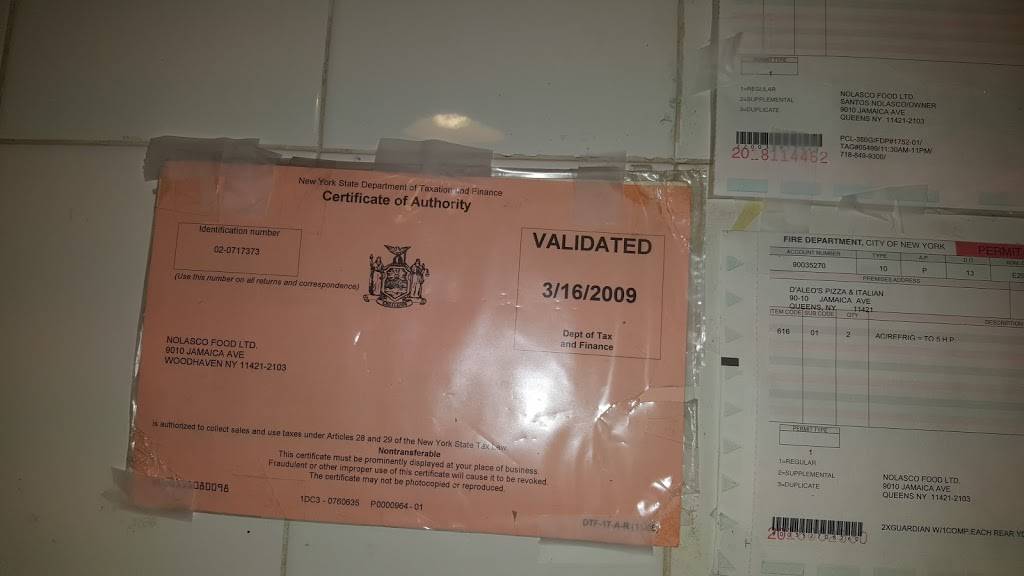 New York State Department of Taxation and Finance
Certificate of Authority
Identification number
02-0717373
(Use this number on all returns and correspondence)
VALIDATED
3/16/2009
Dept of Tax
and Finance
NOLASCO FOOD LTD.
9010 JAMAICA AVE
WOODHAVEN NY 11421-2103
is authorized to collect sales and use taxes under Articles 28 and 29 of the New York State Tax Law.
Nontransferable
This certificate must be prominently displayed at your place of business.
Fraudulent or other improper use of this certificate will cause it to be revoked.
The certificate may not be photocopied or reproduced.
1DC3 - 0760635 P0000964-01
PERMIT TYPE
1
1=REGULAR
2=SUPPLEMENTAL
3=DUPLICATE
NOLASCO FOOD LTD.
SANTOS NOLASCO/OWNER
9010 JAMAICA AVE
QUEENS NY 11421-2103
20 8114462
718-849-9300/
FIRE DEPARTMENT, CITY OF NEW YORK
PERMIT
ACCOUNT NUMBER TYPE A.P. D.O.
90035270 10 P 13
PREMISES ADDRESS
D'ALEO'S PIZZA & ITALIAN
90-10 JAMAICA AVE
QUEENS, NY 11421
ITEM CODE SUB CODE QTY DESCRIPTION
616 01 2 AC/REFRIG = TO 5 H.P.
PERMIT TYPE
1
1=REGULAR
2=SUPPLEMENTAL
3=DUPLICATE
NOLASCO FOOD LTD.
9010 JAMAICA AVE
QUEENS NY 11421-2103
2XGUARDIAN W/1COMP.EACH REAR